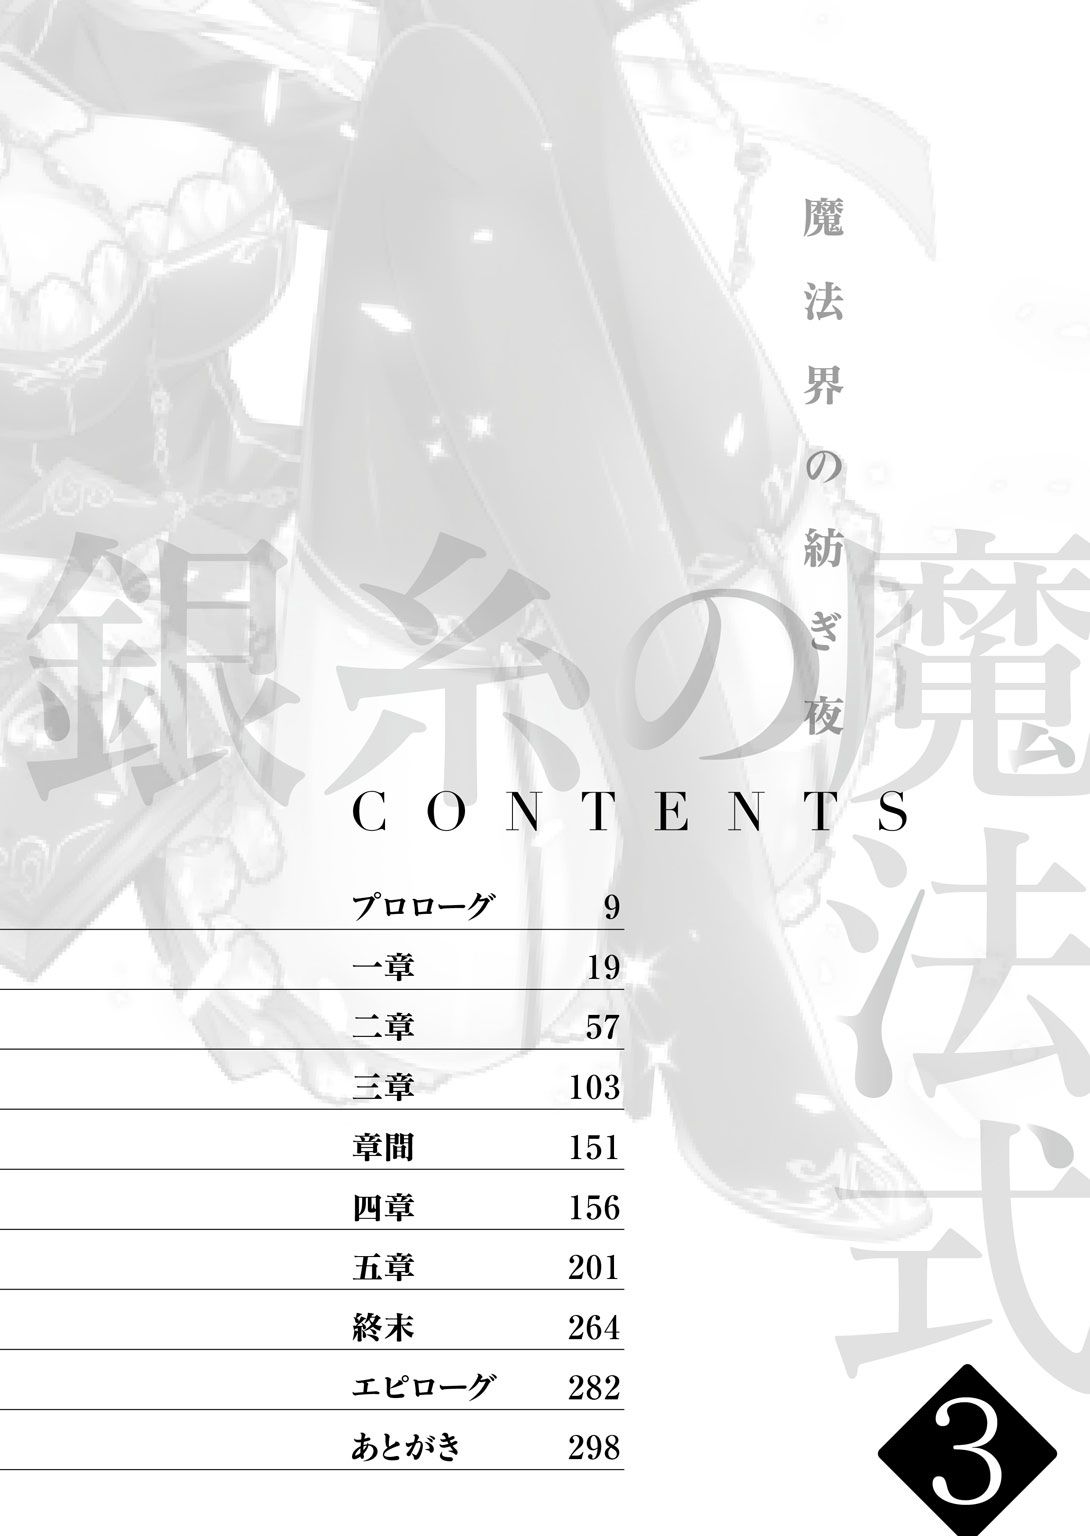 銀糸の魔法式
魔法界の紡ぎ夜
CONTENTS
プロローグ 9
一章 19
二章 57
三章 103
章間 151
四章 156
五章 201
終末 264
エピローグ 282
あとがき 298
3